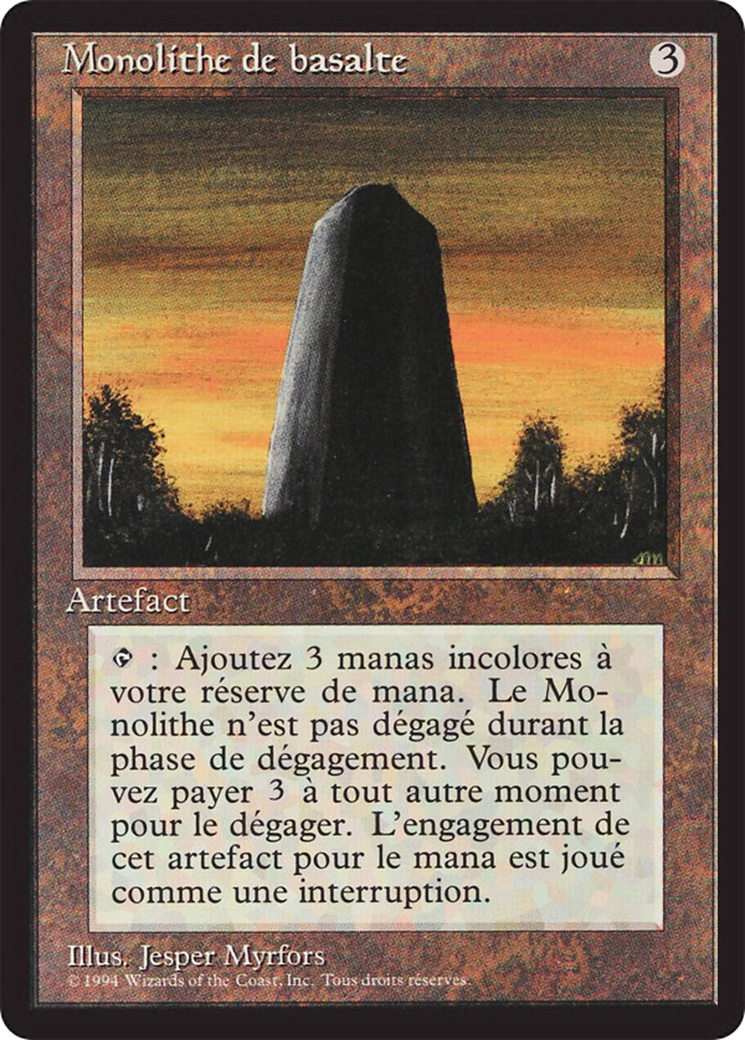 Monolithe de basalte 3
JM
Artefact
: Ajoutez 3 manas incolores à
votre réserve de mana. Le Mo-
nolithe n'est pas dégagé durant la
phase de dégagement. Vous pou-
vez payer 3 à tout autre moment
pour le dégager. L'engagement de
cet artefact pour le mana est joué
comme une interruption.
Illus. Jesper Myrfors
© 1994 Wizards of the Coast, Inc. Tous droits réservés.